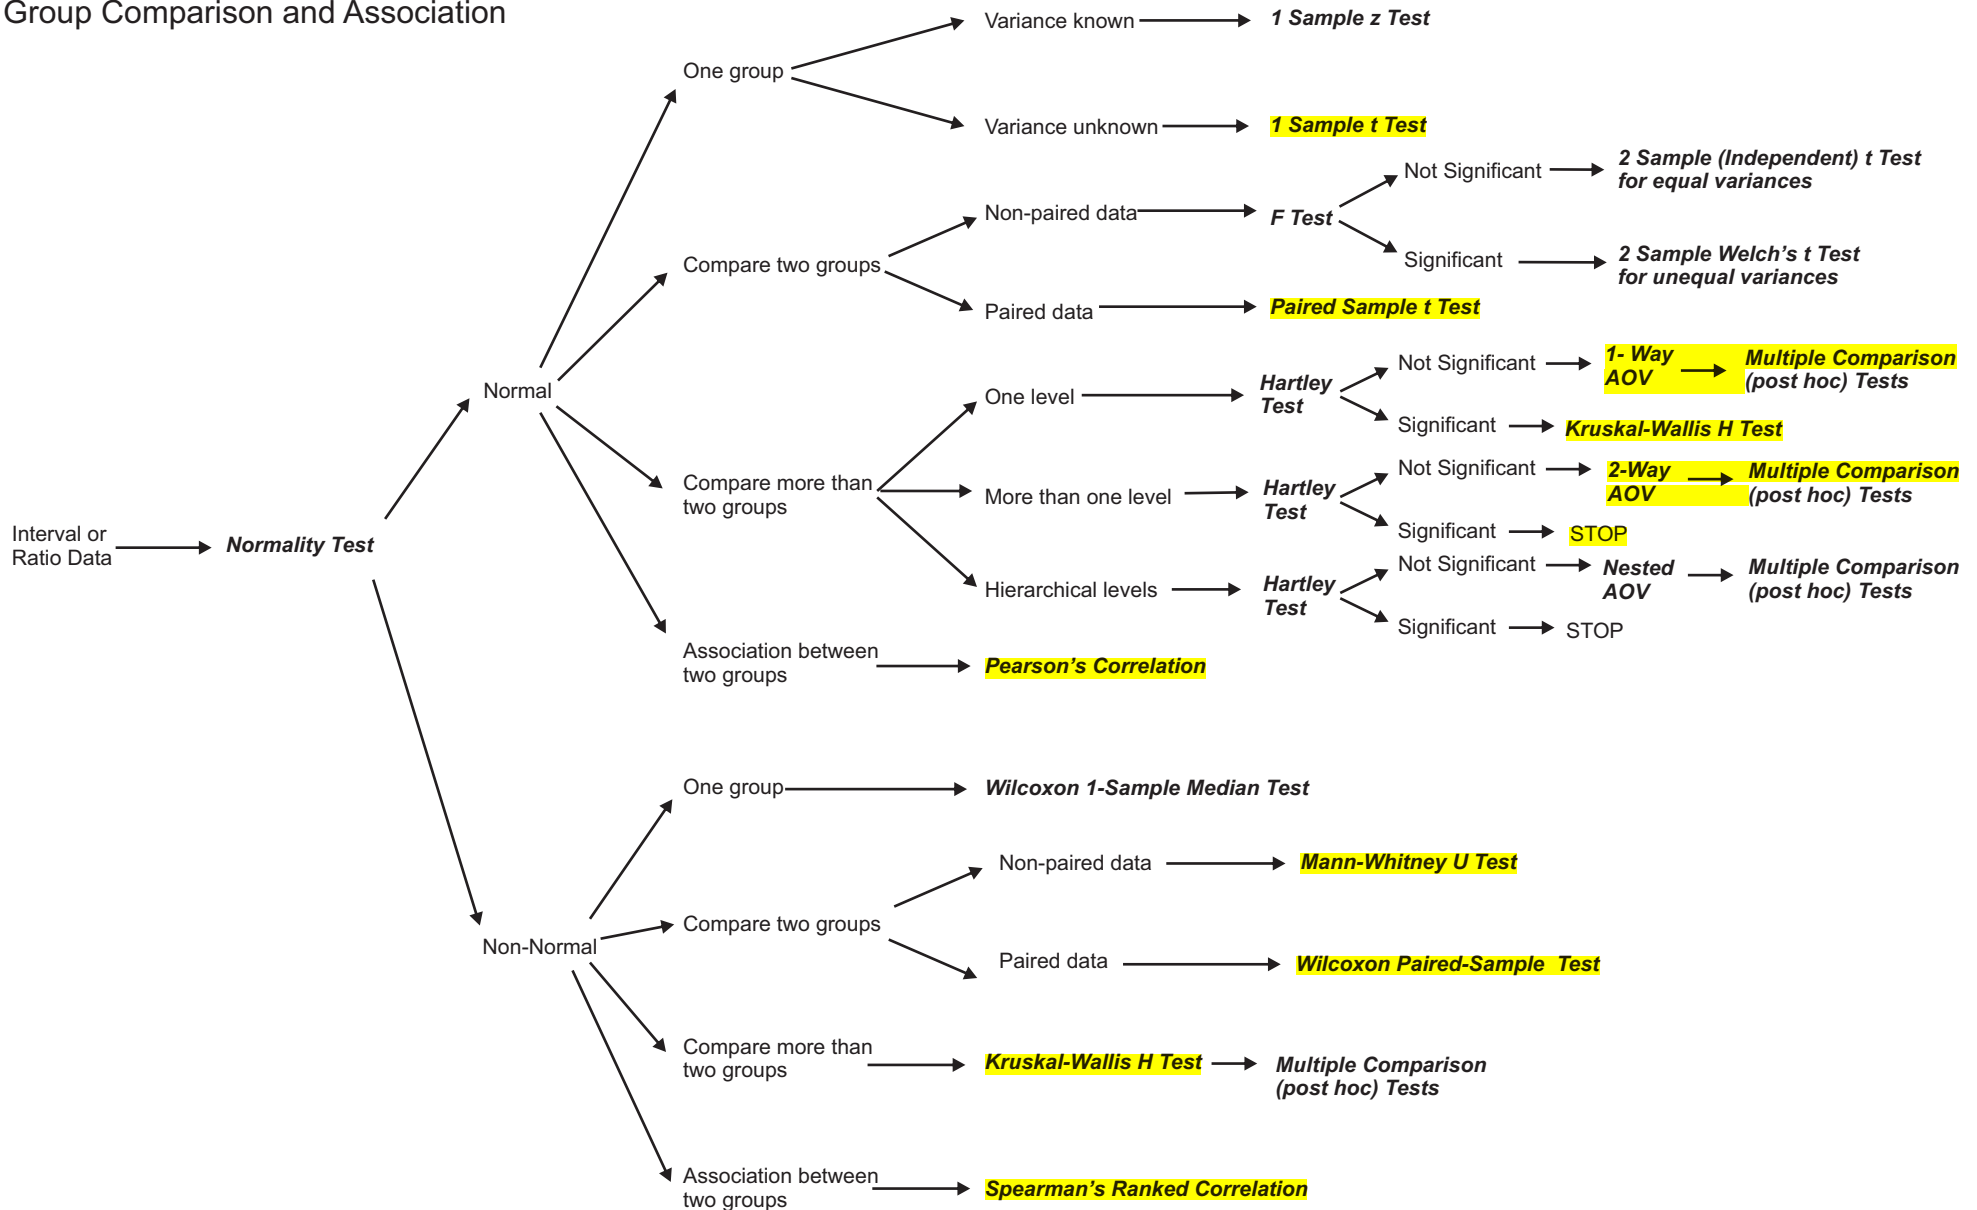 Group Comparison and Association
Variance known
1 Sample z Test
One group
Variance unknown
1 Sample t Test
Not Significant
2 Sample (Independent) t Test
for equal variances
Non-paired data
F Test
Compare two groups
Significant
2 Sample Welch's t Test
for unequal variances
Paired data
Paired Sample t Test
Not Significant
1- Way
AOV
Multiple Comparison
(post hoc) Tests
Normal
One level
Hartley
Test
Significant
Kruskal-Wallis H Test
Compare more than
two groups
Not Significant
2-Way
AOV
Multiple Comparison
(post hoc) Tests
More than one level
Hartley
Test
Significant
STOP
Interval or
Ratio Data
Normality Test
Not Significant
Nested
AOV
Multiple Comparison
(post hoc) Tests
Hierarchical levels
Hartley
Test
Significant
STOP
Association between
two groups
Pearson's Correlation
One group
Wilcoxon 1-Sample Median Test
Non-paired data
Mann-Whitney U Test
Compare two groups
Non-Normal
Paired data
Wilcoxon Paired-Sample Test
Compare more than
two groups
Kruskal-Wallis H Test
Multiple Comparison
(post hoc) Tests
Association between
two groups
Spearman's Ranked Correlation